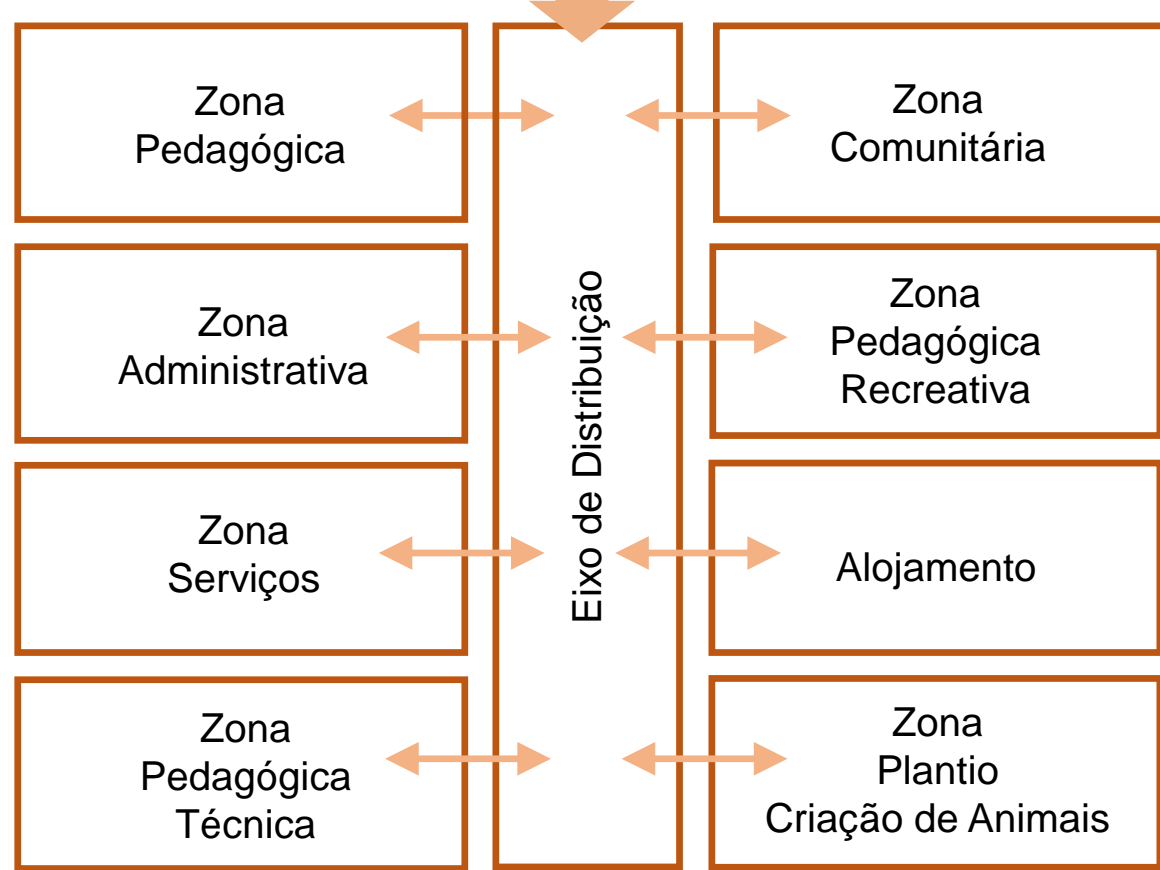 Zona
Pedagógica
Zona
Comunitária
Zona
Administrativa
Eixo de Distribuição
Zona
Pedagógica
Recreativa
Zona
Serviços
Alojamento
Zona
Pedagógica
Técnica
Zona
Plantio
Criação de Animais